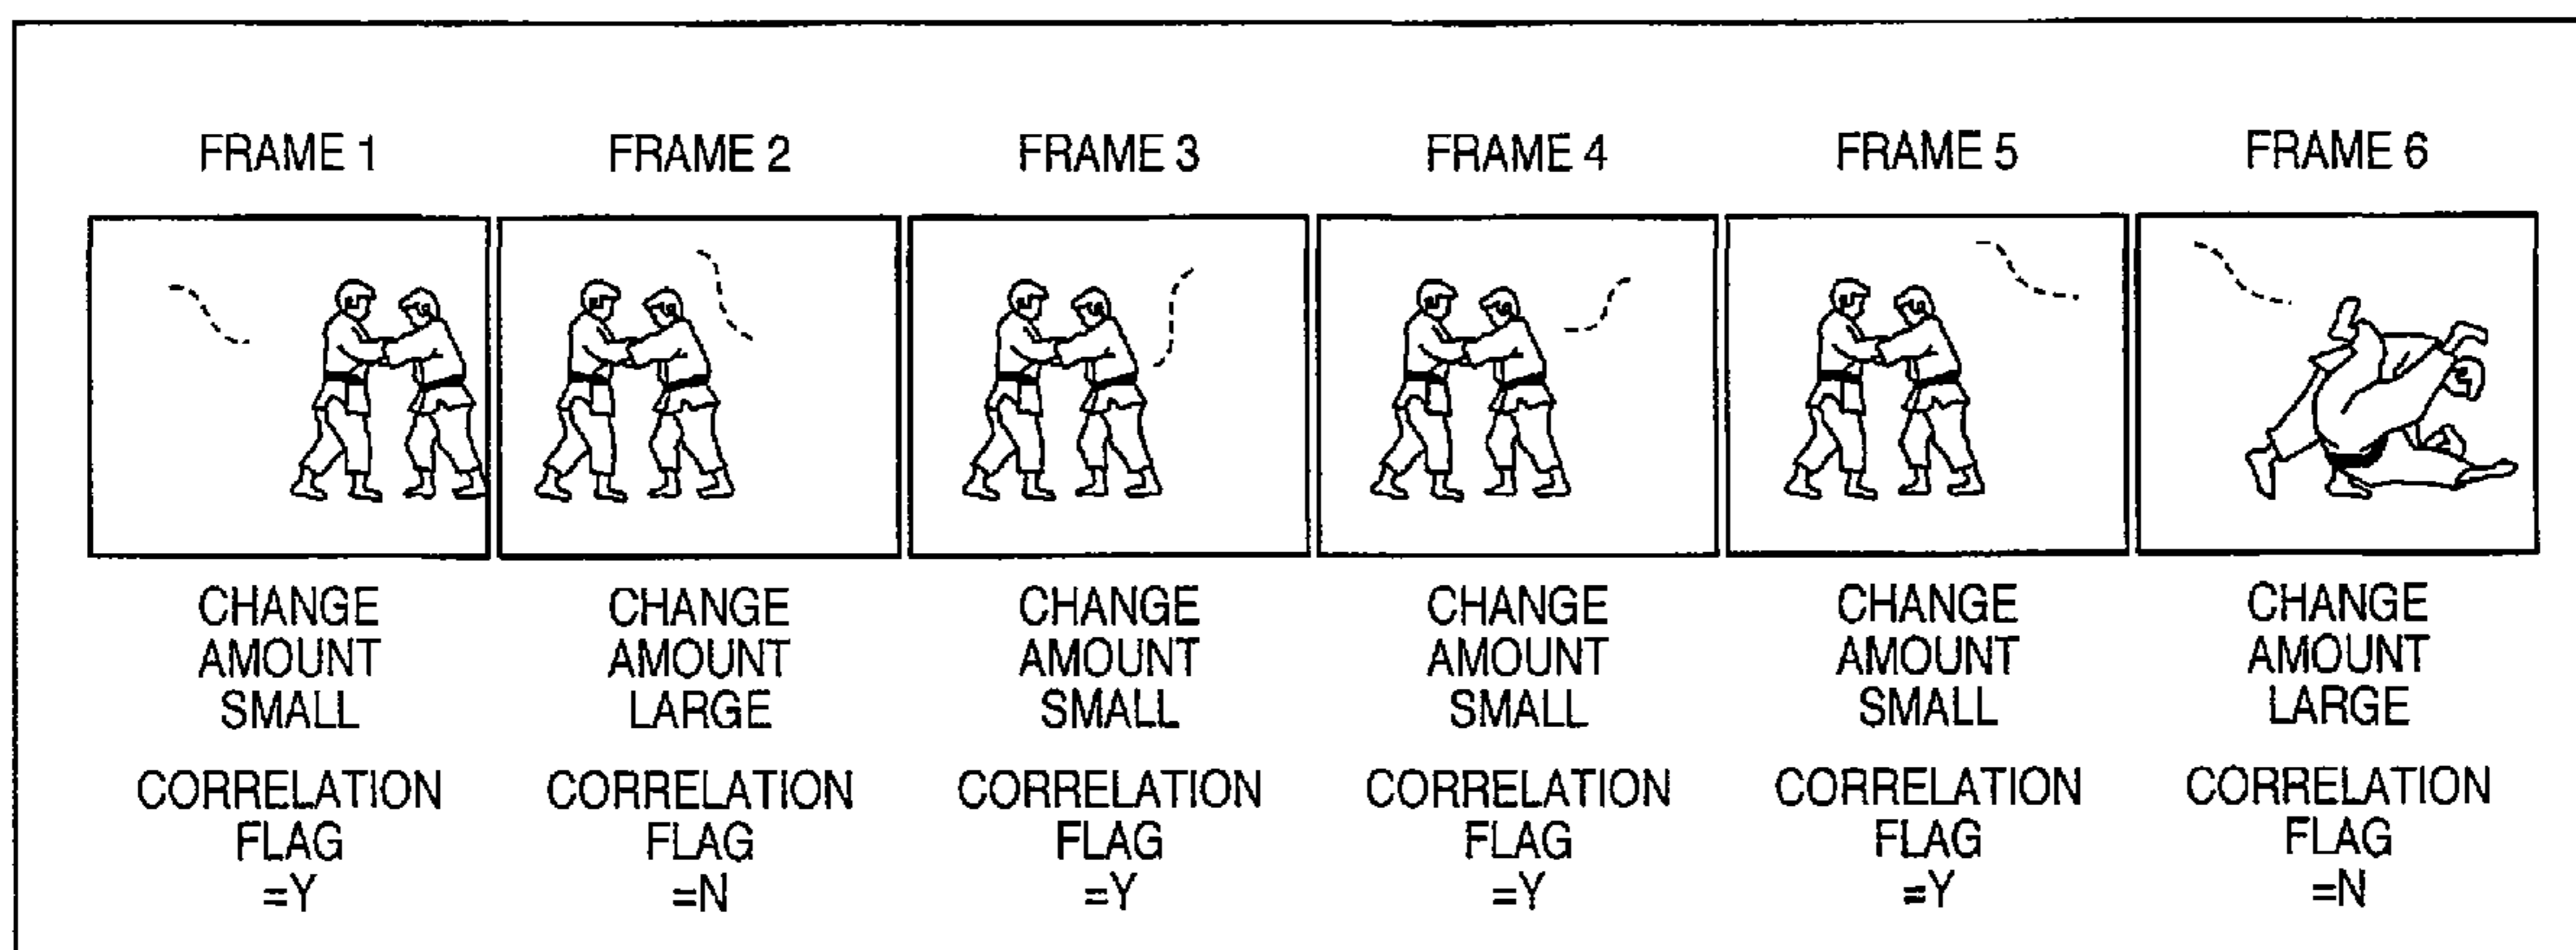 FRAME 1
CHANGE
AMOUNT
SMALL
CORRELATION
FLAG
=Y
FRAME 2
CHANGE
AMOUNT
LARGE
CORRELATION
FLAG
=N
FRAME 3
CHANGE
AMOUNT
SMALL
CORRELATION
FLAG
=Y
FRAME 4
CHANGE
AMOUNT
SMALL
CORRELATION
FLAG
=Y
FRAME 5
CHANGE
AMOUNT
SMALL
CORRELATION
FLAG
=Y
FRAME 6
CHANGE
AMOUNT
LARGE
CORRELATION
FLAG
=N